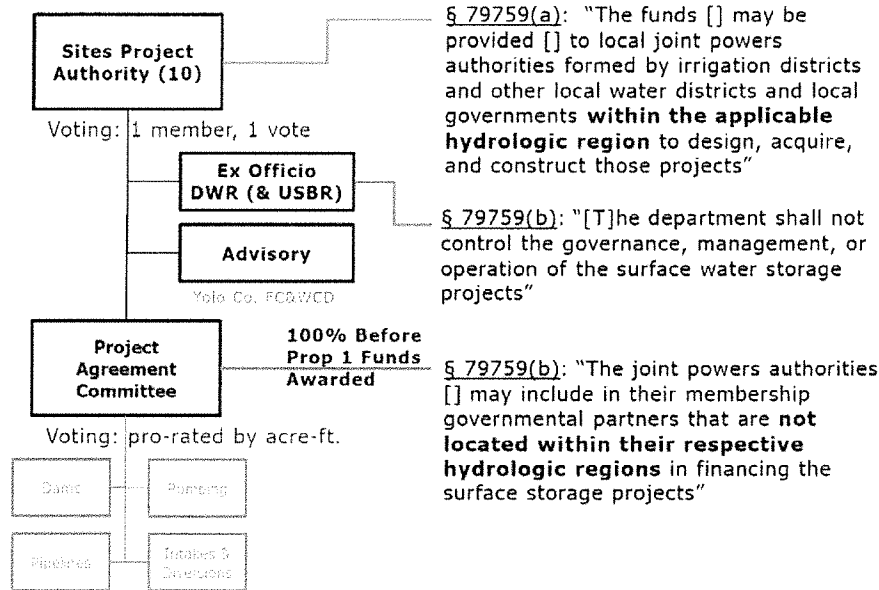 Sites Project
Authority (10)
Voting: 1 member, 1 vote
Ex Officio
DWR (& USBR)
Advisory
Yolo Co. FC&WCD
Project
Agreement
Committee
100% Before
Prop 1 Funds
Awarded
Voting: pro-rated by acre-ft.
Dams
Pumping
Pipelines
Intakes &
Diversions
§ 79759(a): “The funds [] may be
provided [] to local joint powers
authorities formed by irrigation districts
and other local water districts and local
governments within the applicable
hydrologic region to design, acquire,
and construct those projects”
§ 79759(b): “[T]he department shall not
control the governance, management, or
operation of the surface water storage
projects”
§ 79759(b): “The joint powers authorities
[] may include in their membership
governmental partners that are not
located within their respective
hydrologic regions in financing the
surface storage projects”